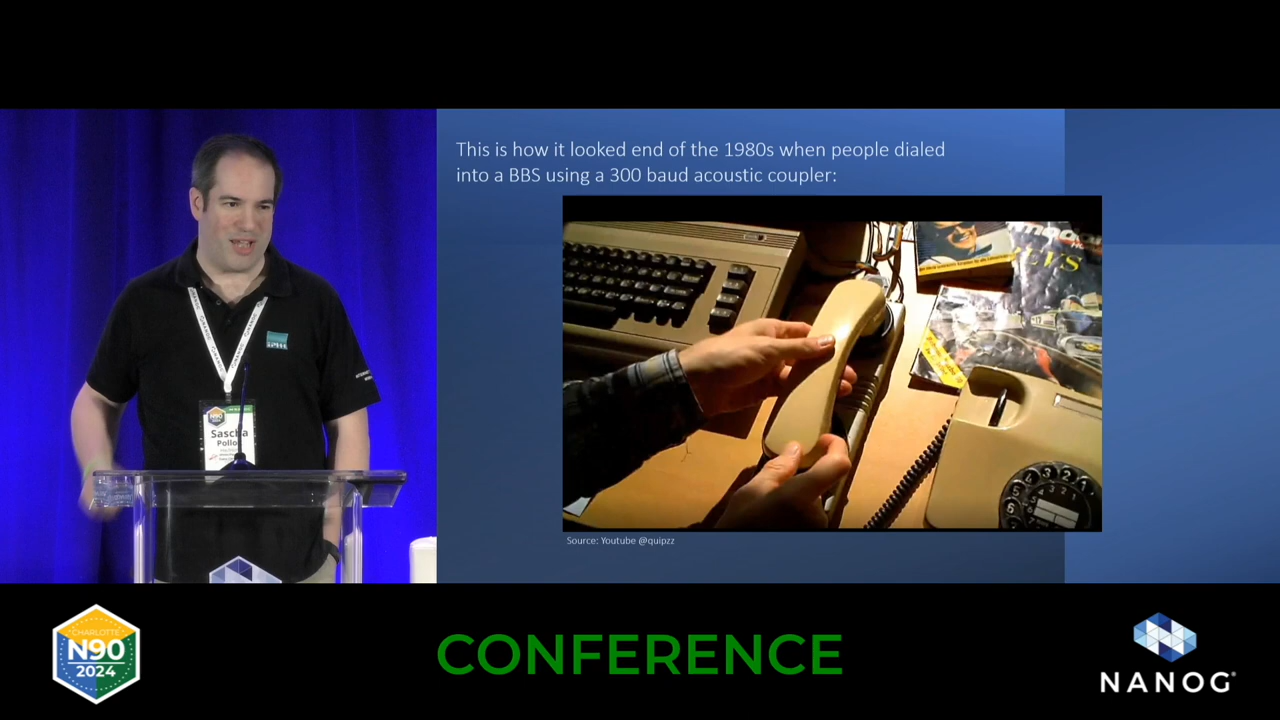 This is how it looked end of the 1980s when people dialed
into a BBS using a 300 baud acoustic coupler:
Source: Youtube @quipzz
N90
Sascha
CHARLOTTE
N90
2024
CONFERENCE
NANOG